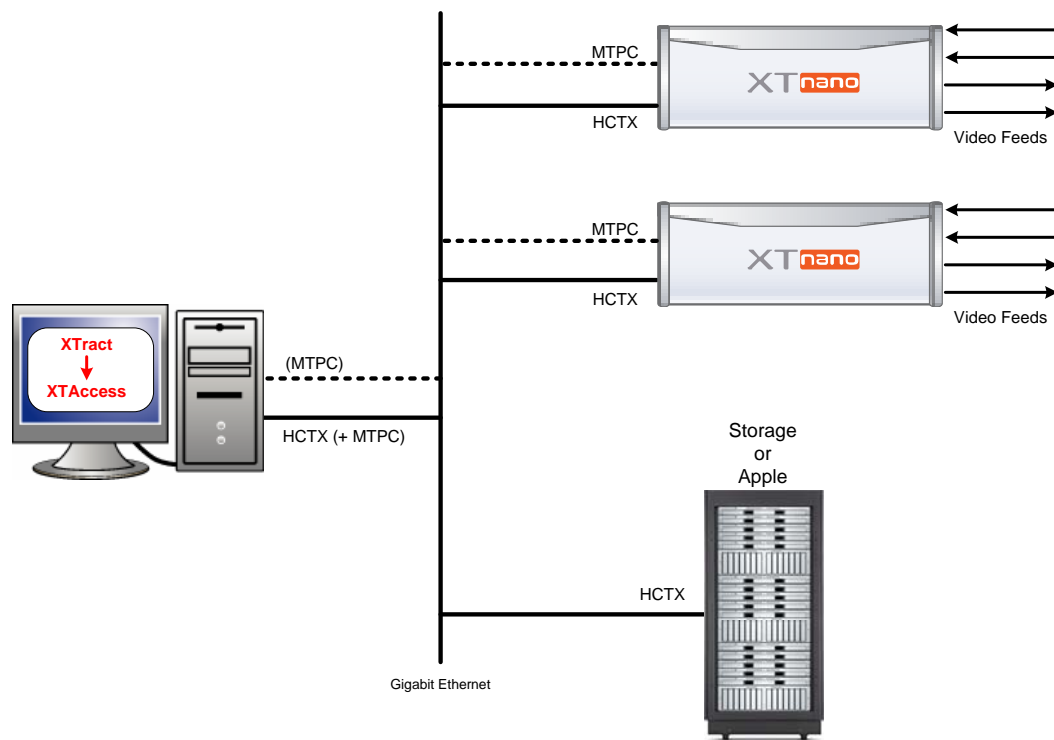 MTPC
XTnano
HCTX
Video Feeds
MTPC
XTnano
HCTX
Video Feeds
XTract
XTAccess
(MTPC)
HCTX (+ MTPC)
Storage
or
Apple
HCTX
Gigabit Ethernet